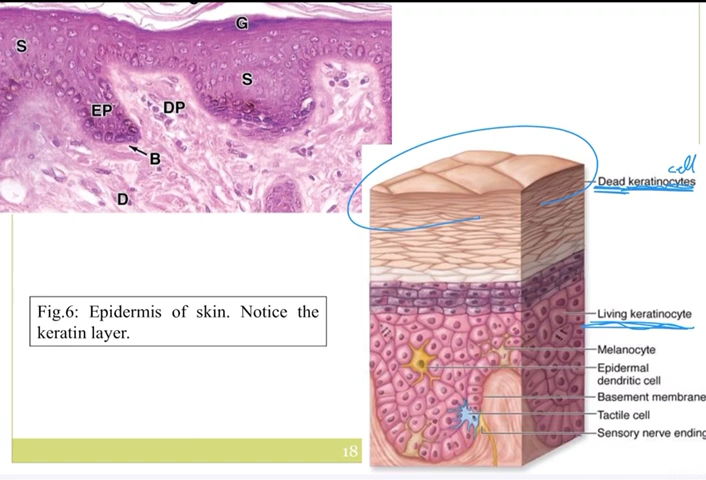 G
S
S
EP
DP
B
D
cell
Dead keratinocytes
Living keratinocyte
Melanocyte
Epidermal
dendritic cell
Basement membrane
Tactile cell
Sensory nerve ending
Fig.6: Epidermis of skin. Notice the
keratin layer.
18